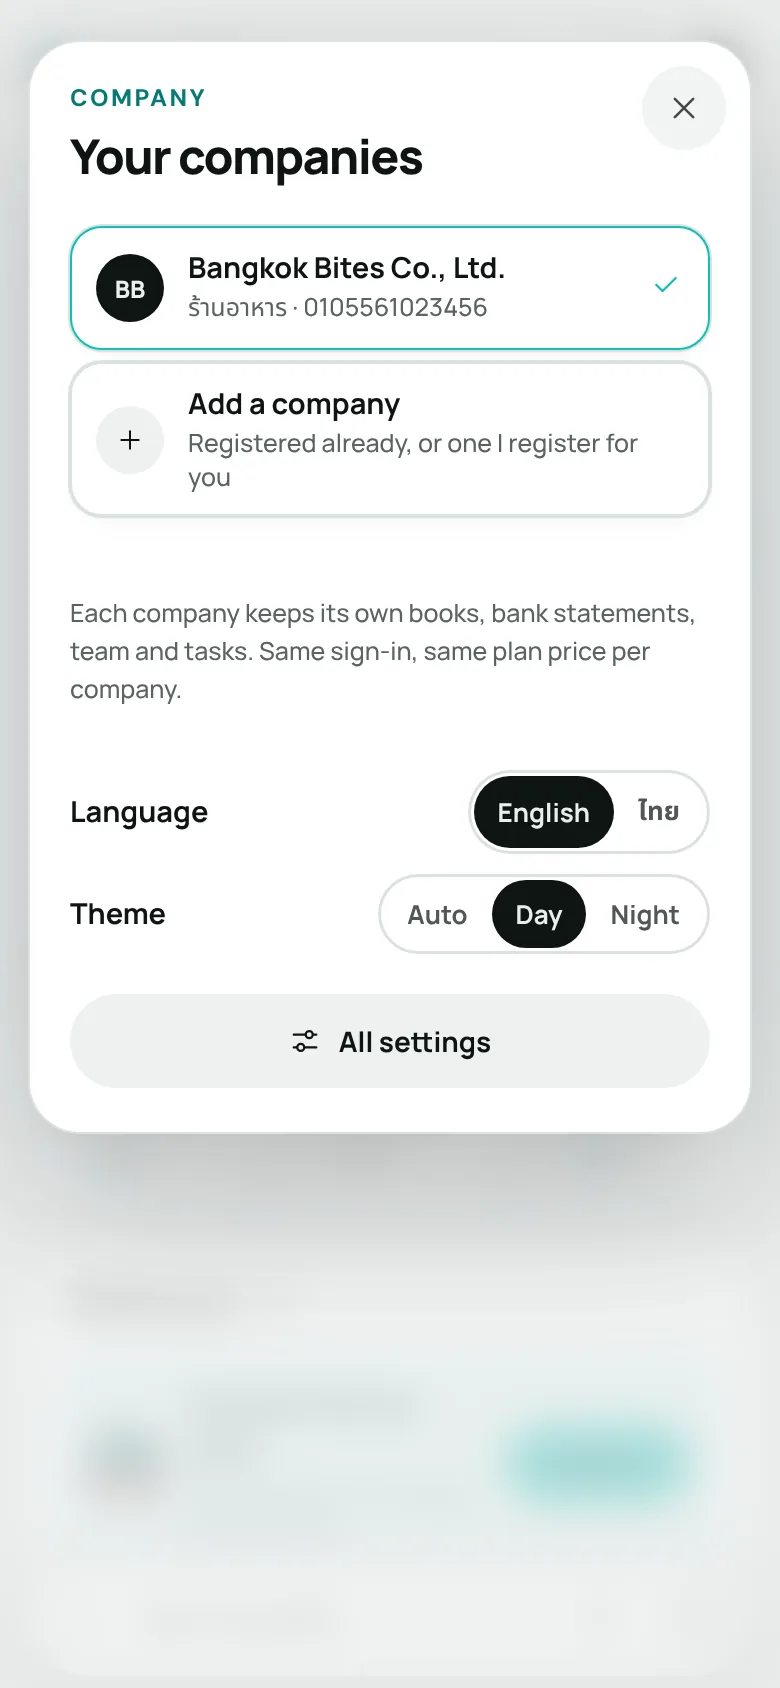 COMPANY
Your companies
BB
Bangkok Bites Co., Ltd.
ร้านอาหาร · 0105561023456
Add a company
Registered already, or one I register for
you
Each company keeps its own books, bank statements,
team and tasks. Same sign-in, same plan price per
company.
Language
English
ไทย
Theme
Auto
Day
Night
All settings